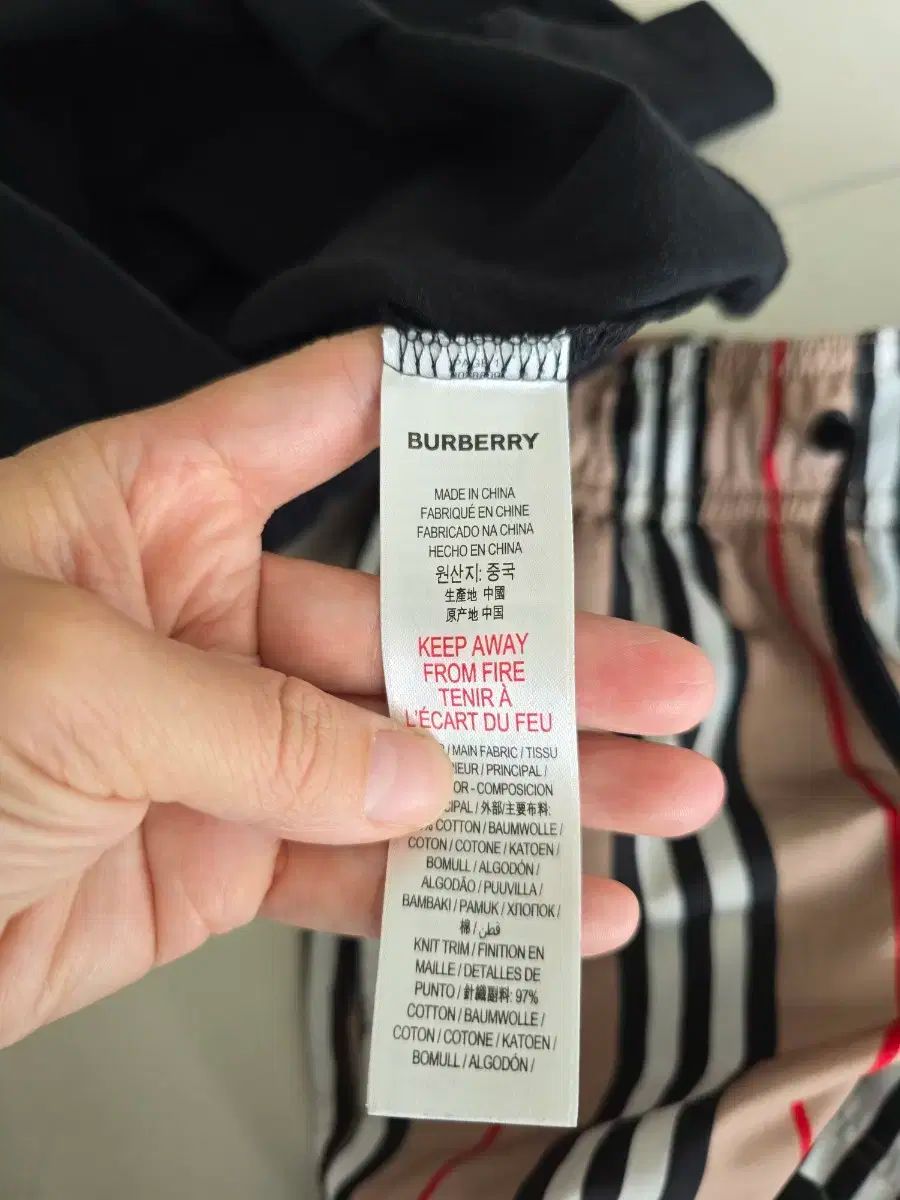 BURBERRY
MADE IN CHINA
FABRIQUÉ EN CHINE
FABRICADO NA CHINA
HECHO EN CHINA
원산지: 중국
生產地 中國
原产地 中国
KEEP AWAY
FROM FIRE
TENIR À
L'ÉCART DU FEU
/ MAIN FABRIC / TISSU
/ PRINCIPAL /
- COMPOSICION
/ 外部/主要布料:
% COTTON / BAUMWOLLE /
COTON / COTONE / KATOEN /
BOMULL / ALGODÓN /
ALGODÃO / PUUVILLA /
BAMBAKI / PAMUK / ХЛОПОК /
棉 / قطن
KNIT TRIM / FINITION EN
MAILLE / DETALLES DE
PUNTO / 針織副料: 97%
COTTON / BAUMWOLLE /
COTON / COTONE / KATOEN /
BOMULL / ALGODÓN /